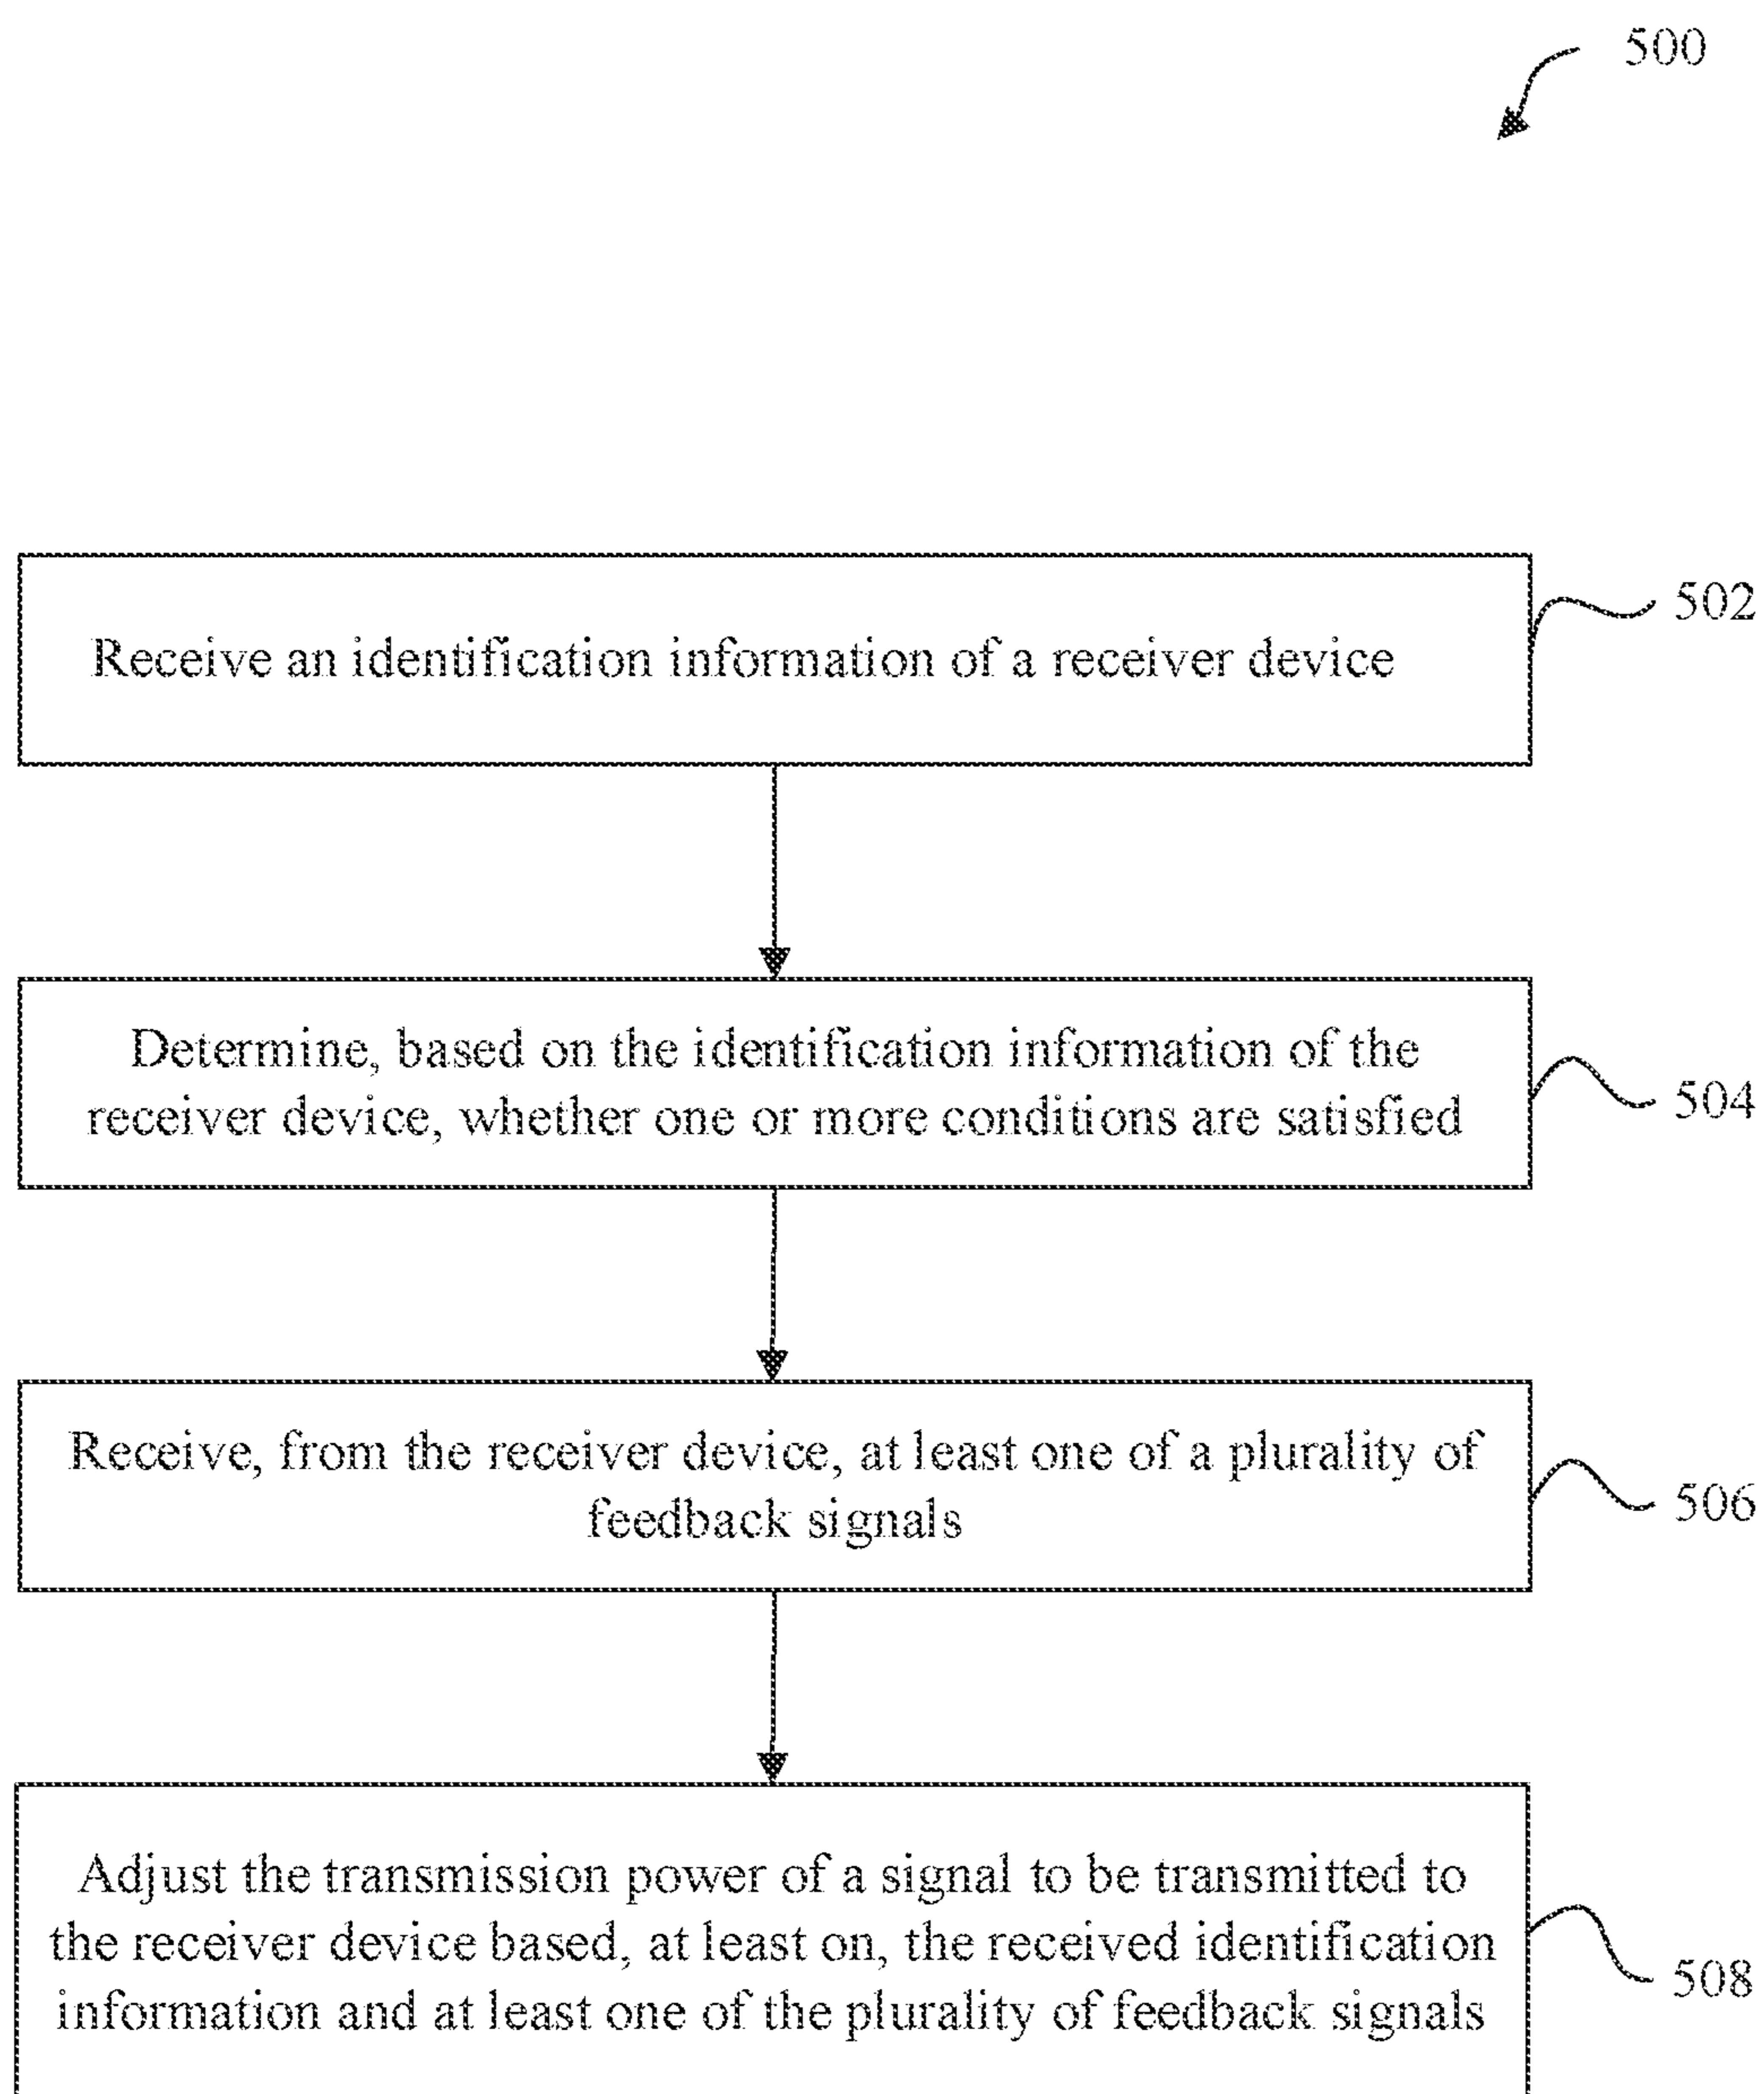 500
Receive an identification information of a receiver device
502
Determine, based on the identification information of the
receiver device, whether one or more conditions are satisfied
504
Receive, from the receiver device, at least one of a plurality of
feedback signals
506
Adjust the transmission power of a signal to be transmitted to
the receiver device based, at least on, the received identification
information and at least one of the plurality of feedback signals
508